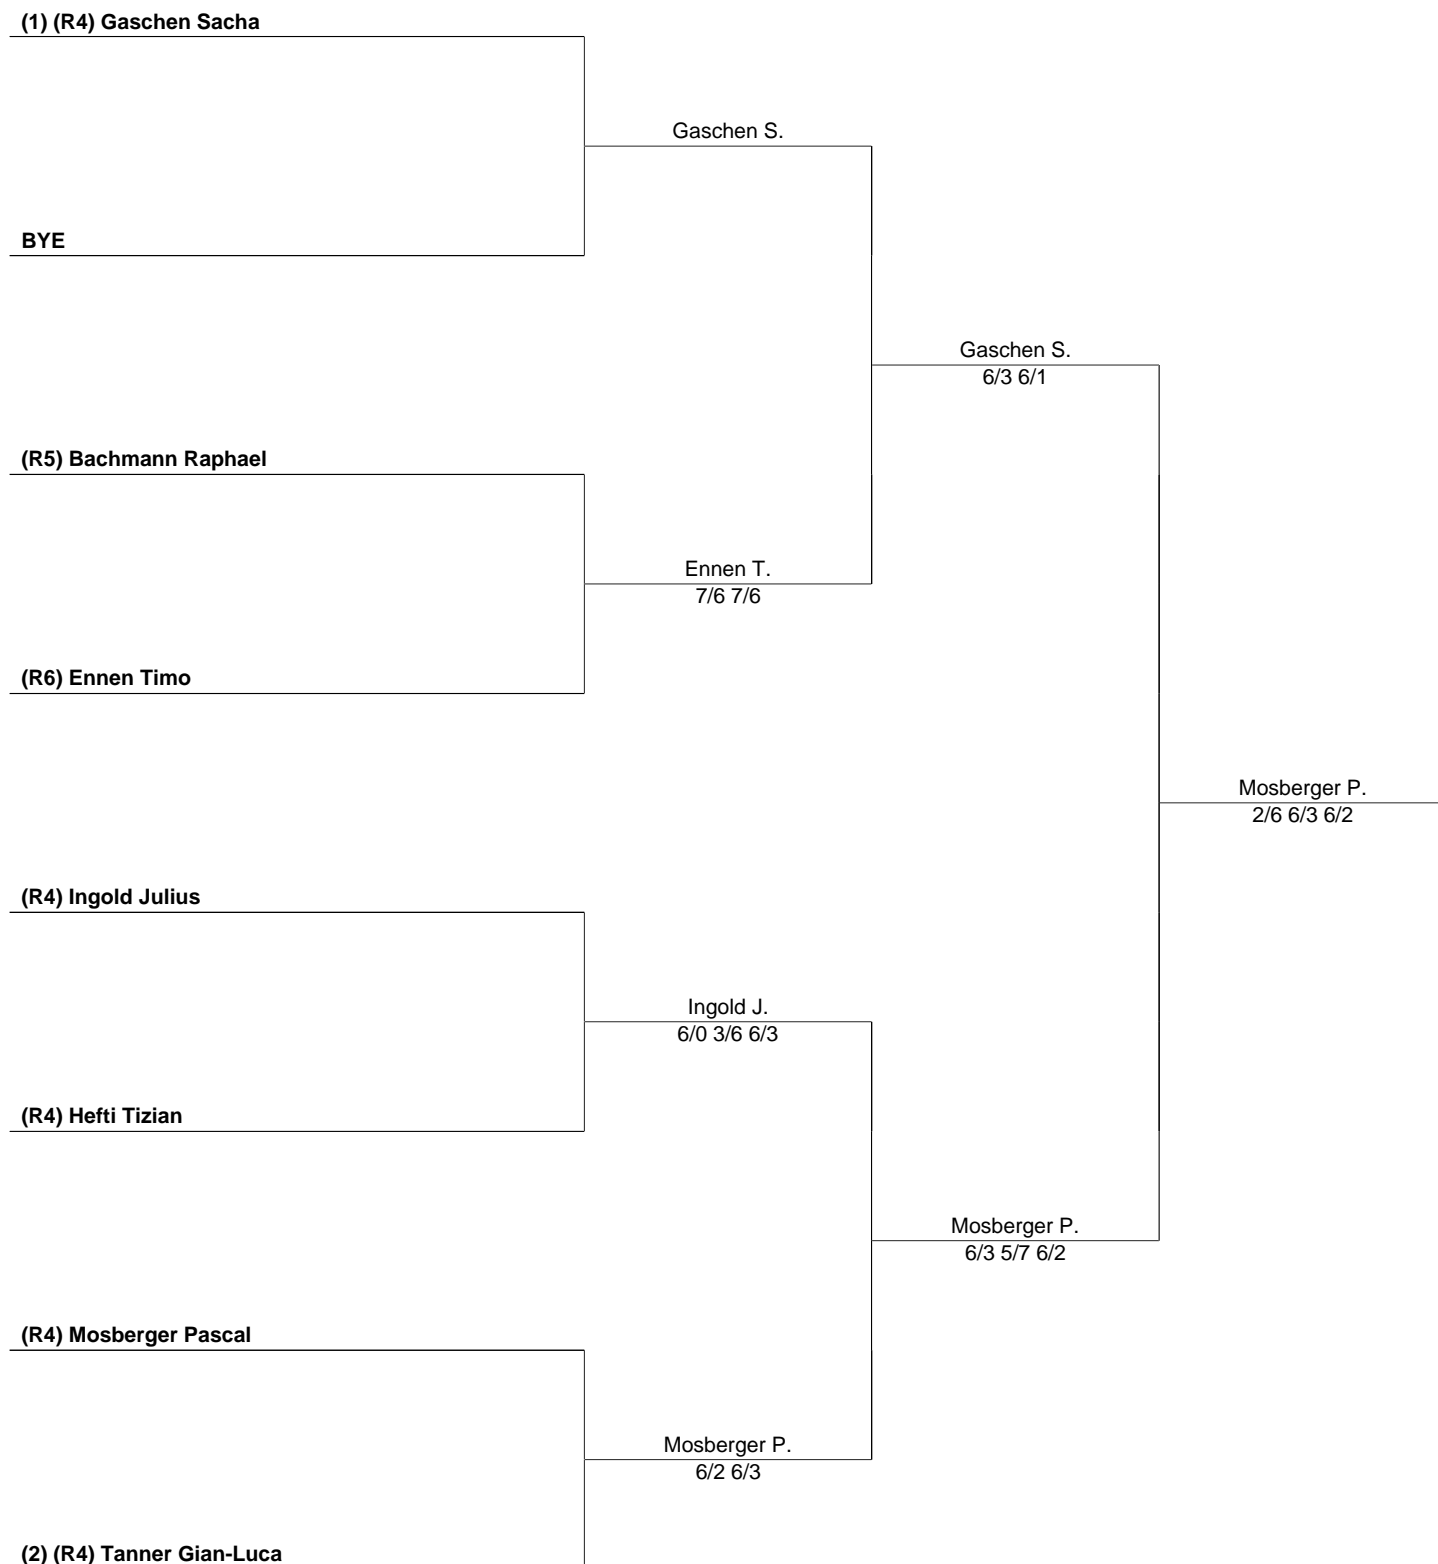 (1) (R4) Gaschen Sacha
Gaschen S.
BYE
Gaschen S.
6/3 6/1
(R5) Bachmann Raphael
Ennen T.
7/6 7/6
(R6) Ennen Timo
Mosberger P.
2/6 6/3 6/2
(R4) Ingold Julius
Ingold J.
6/0 3/6 6/3
(R4) Hefti Tizian
Mosberger P.
6/3 5/7 6/2
(R4) Mosberger Pascal
Mosberger P.
6/2 6/3
(2) (R4) Tanner Gian-Luca